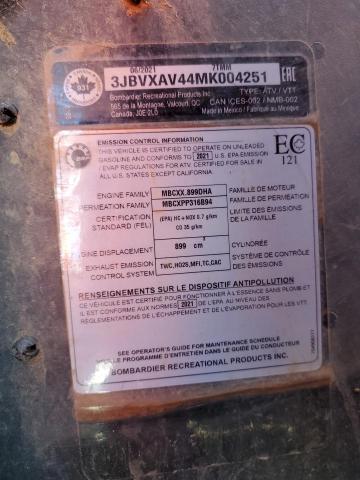 06/2021 7TMM
3JBVXAV44MK004251
EAC
931
Bombardier Recreational Products Inc.
565 de la Montagne, Valcourt, QC
Canada, J0E 2L0
TYPE: ATV / VTT
CAN ICES-002 / NMB-002
Made in Mexico / Fabriqué au Mexique
EMISSION CONTROL INFORMATION
THIS VEHICLE IS CERTIFIED TO OPERATE ON UNLEADED
GASOLINE AND CONFORMS TO 2021 U.S. EPA EMISSION
/ EVAP REGULATIONS FOR ATV. CERTIFIED FOR SALE IN
ALL U.S. STATES EXCEPT CALIFORNIA.
EC
121
ENGINE FAMILY MBCXX.899DHA FAMILLE DE MOTEUR
PERMEATION FAMILY MBCXPP316B94 FAMILLE DE PERMÉATION
CERTIFICATION STANDARD (FEL) (EPA) HC + NOX 0.7 g/km CO 35 g/km LIMITE DES ÉMISSIONS DE LA FAMILLE
ENGINE DISPLACEMENT 899 cm CYLINDRÉE
EXHAUST EMISSION CONTROL SYSTEM TWC,HO2S,MFI,TC,CAC SYSTÈME DE CONTRÔLE DES ÉMISSIONS
RENSEIGNEMENTS SUR LE DISPOSITIF ANTIPOLLUTION
CE VÉHICULE EST CERTIFIÉ POUR FONCTIONNER À L'ESSENCE SANS PLOMB ET
EST CONFORME AUX NORMES 2021 DE L'EPA AU NIVEAU DES
RÉGLEMENTATIONS DE L'ÉCHAPPEMENT ET DE L'ÉVAPORATION POUR LES VTT.
SEE OPERATOR'S GUIDE FOR MAINTENANCE SCHEDULE
VOIR LE PROGRAMME D'ENTRETIEN DANS LE GUIDE DU CONDUCTEUR
BOMBARDIER RECREATIONAL PRODUCTS INC.